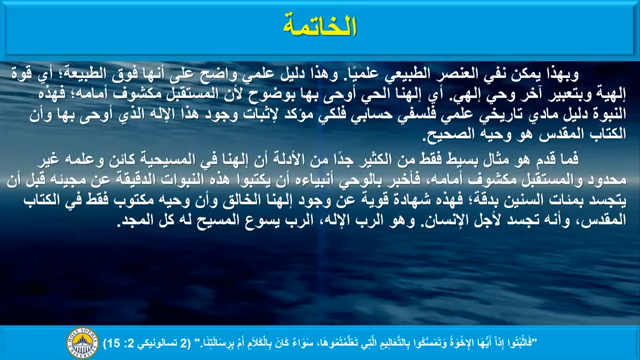 الخاتمة
وبهذا يمكن نفي العنصر الطبيعي علميًا. وهذا دليل علمي واضح على أنها فوق الطبيعة؛ أي قوة
إلهية وبتعبير آخر وحي إلهي. أي إلهنا الحي أوحى بها بوضوح لأن المستقبل مكشوف أمامه؛ فهذه
النبوة دليل مادي تاريخي علمي فلسفي حسابي فلكي مؤكد لإثبات وجود هذا الإله الذي أوحى بها وأن
الكتاب المقدس هو وحيه الصحيح.
فما قدم هو مثال بسيط فقط من الكثير جدًا من الأدلة أن إلهنا في المسيحية كائن وعلمه غير
محدود والمستقبل مكشوف أمامه، فأخبر بالوحي أنبياءه أن يكتبوا هذه النبوات الدقيقة عن مجيئه قبل أن
يتجسد بمئات السنين بدقة؛ فهذه شهادة قوية عن وجود إلهنا الخالق وأن وحيه مكتوب فقط في الكتاب
المقدس، وأنه تجسد لأجل الإنسان. وهو الرب الإله، الرب يسوع المسيح له كل المجد.
"فَاثْبُتُوا إِذاً أَيُّهَا الإِخْوَةُ وَتَمَسَّكُوا بِالتَّعَالِيمِ الَّتِي تَعَلَّمْتُمُوهَا، سَوَاءٌ كَانَ بِالْكَلاَمِ أَمْ بِرِسَالَتِنَا." (2 تسالونيكي 2: 15)